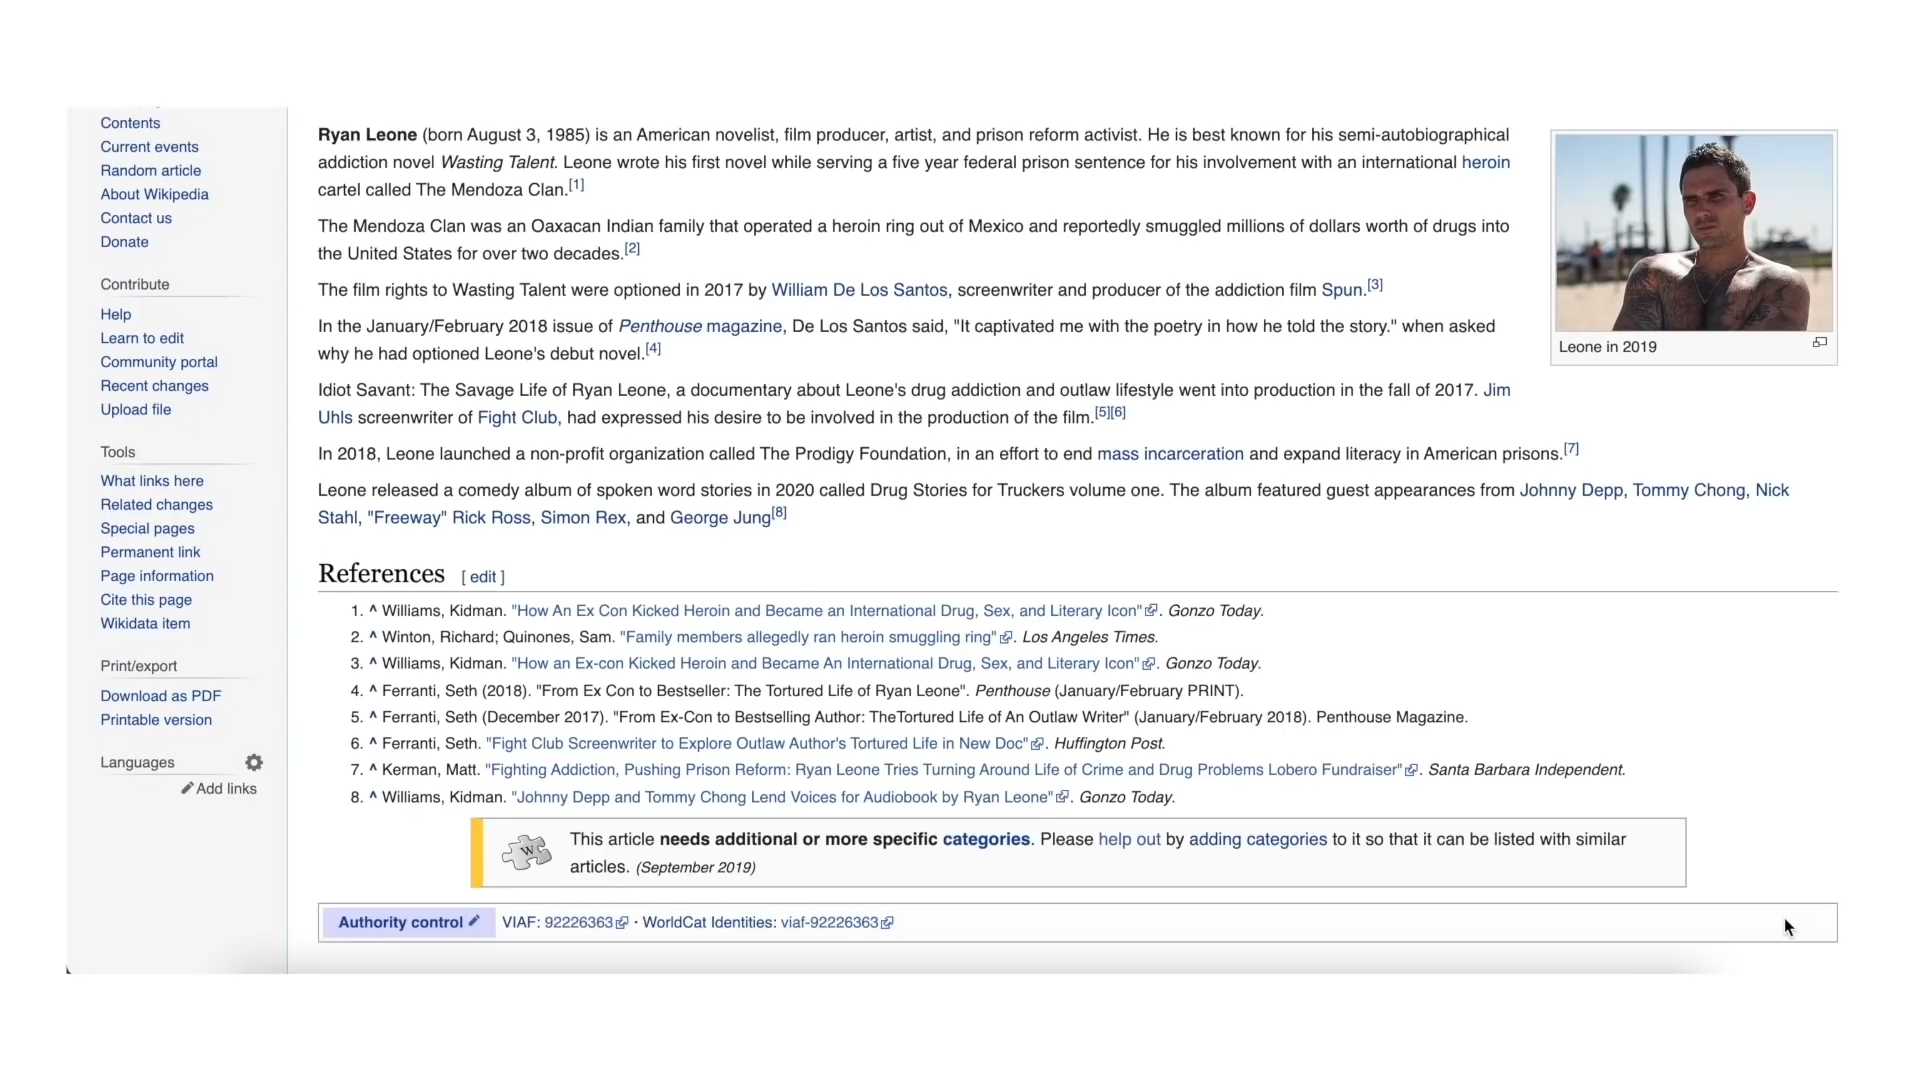 Contents
Current events
Random article
About Wikipedia
Contact us
Donate
Contribute
Help
Learn to edit
Community portal
Recent changes
Upload file
Tools
What links here
Related changes
Special pages
Permanent link
Page information
Cite this page
Wikidata item
Print/export
Download as PDF
Printable version
Languages
Add links
Ryan Leone (born August 3, 1985) is an American novelist, film producer, artist, and prison reform activist. He is best known for his semi-autobiographical
addiction novel Wasting Talent. Leone wrote his first novel while serving a five year federal prison sentence for his involvement with an international heroin
cartel called The Mendoza Clan.[1]
The Mendoza Clan was an Oaxacan Indian family that operated a heroin ring out of Mexico and reportedly smuggled millions of dollars worth of drugs into
the United States for over two decades.[2]
The film rights to Wasting Talent were optioned in 2017 by William De Los Santos, screenwriter and producer of the addiction film Spun.[3]
In the January/February 2018 issue of Penthouse magazine, De Los Santos said, "It captivated me with the poetry in how he told the story." when asked
why he had optioned Leone's debut novel.[4]
Idiot Savant: The Savage Life of Ryan Leone, a documentary about Leone's drug addiction and outlaw lifestyle went into production in the fall of 2017. Jim
Uhls screenwriter of Fight Club, had expressed his desire to be involved in the production of the film.[5][6]
In 2018, Leone launched a non-profit organization called The Prodigy Foundation, in an effort to end mass incarceration and expand literacy in American prisons.[7]
Leone released a comedy album of spoken word stories in 2020 called Drug Stories for Truckers volume one. The album featured guest appearances from Johnny Depp, Tommy Chong, Nick
Stahl, "Freeway" Rick Ross, Simon Rex, and George Jung[8]
Leone in 2019
References [ edit ]
1. ^ Williams, Kidman. "How An Ex Con Kicked Heroin and Became an International Drug, Sex, and Literary Icon". Gonzo Today.
2. ^ Winton, Richard; Quinones, Sam. "Family members allegedly ran heroin smuggling ring". Los Angeles Times.
3. ^ Williams, Kidman. "How an Ex-con Kicked Heroin and Became An International Drug, Sex, and Literary Icon". Gonzo Today.
4. ^ Ferranti, Seth (2018). "From Ex Con to Bestseller: The Tortured Life of Ryan Leone". Penthouse (January/February PRINT).
5. ^ Ferranti, Seth (December 2017). "From Ex-Con to Bestselling Author: TheTortured Life of An Outlaw Writer" (January/February 2018). Penthouse Magazine.
6. ^ Ferranti, Seth. "Fight Club Screenwriter to Explore Outlaw Author's Tortured Life in New Doc". Huffington Post.
7. ^ Kerman, Matt. "Fighting Addiction, Pushing Prison Reform: Ryan Leone Tries Turning Around Life of Crime and Drug Problems Lobero Fundraiser". Santa Barbara Independent.
8. ^ Williams, Kidman. "Johnny Depp and Tommy Chong Lend Voices for Audiobook by Ryan Leone". Gonzo Today.
W
This article needs additional or more specific categories. Please help out by adding categories to it so that it can be listed with similar
articles. (September 2019)
Authority control VIAF: 92226363 · WorldCat Identities: viaf-92226363